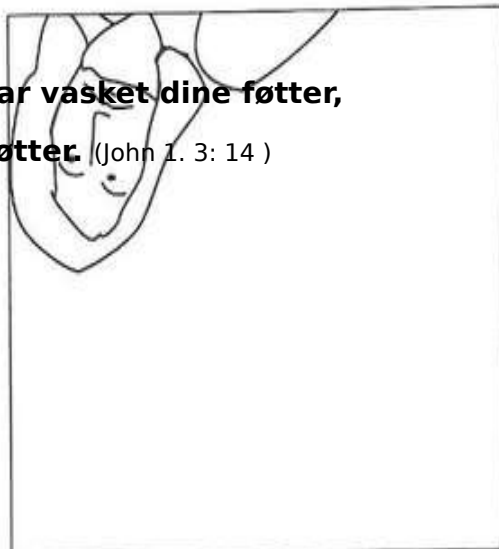 ar vasket dine føtter,
øtter. (John 1. 3: 14 )